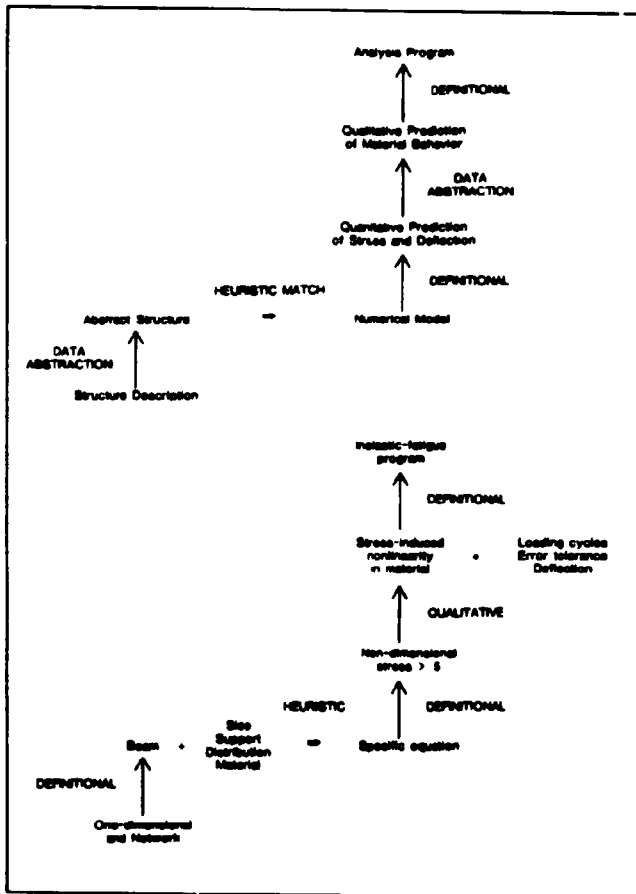 Analysis Program
DEFINITIONAL
Qualitative Prediction
of Material Behavior
DATA
ABSTRACTION
Quantitative Prediction
of Stress and Deflection
HEURISTIC MATCH
DEFINITIONAL
Abstract Structure
⇒
Numerical Model
DATA
ABSTRACTION
Structure Description
Inelastic-fatigue
program
DEFINITIONAL
Stress-induced
nonlinearity
in material
+
Loading cycles
Error tolerance
Deflection
QUALITATIVE
Non-dimensional
stress >
HEURISTIC
DEFINITIONAL
Beam +
Size
Support
Distribution
Material
⇒
Specific equation
DEFINITIONAL
One-dimensional
and Network